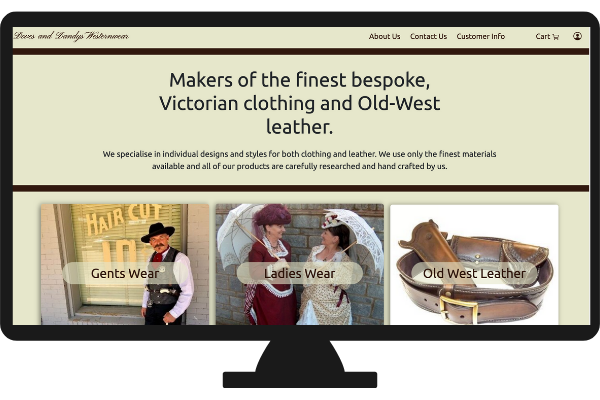 Doves and Dandys Westernwear
About Us Contact Us Customer Info Cart
Makers of the finest bespoke,
Victorian clothing and Old-West
leather.
We specialise in individual designs and styles for both clothing and leather. We use only the finest materials
available and all of our products are carefully researched and hand crafted by us.
HAIR CUT
10
Gents Wear
Ladies Wear
Old West Leather